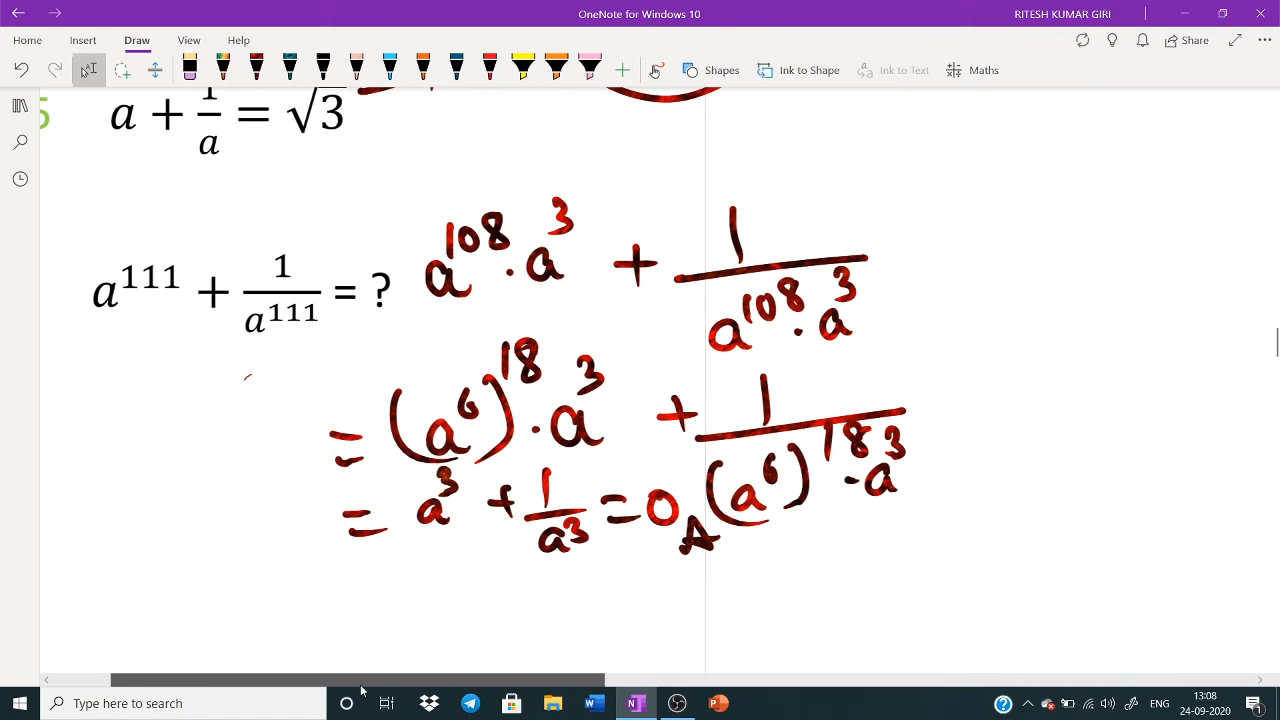 OneNote for Windows 10
RITESH KUMAR GIRI
Home Insert Draw View Help
Share
Shapes
Ink to Shape
Ink to Text
Maths
5 a + 1/a = √3
a^108 · a^3 + 1/(a^108 · a^3)
a^111 + 1/a^111 = ?
= (a^6)^18 · a^3 + 1/((a^6)^18 · a^3)
= a^3 + 1/a^3 = 0 A
Type here to search
ENG
13:08
24-09-2020